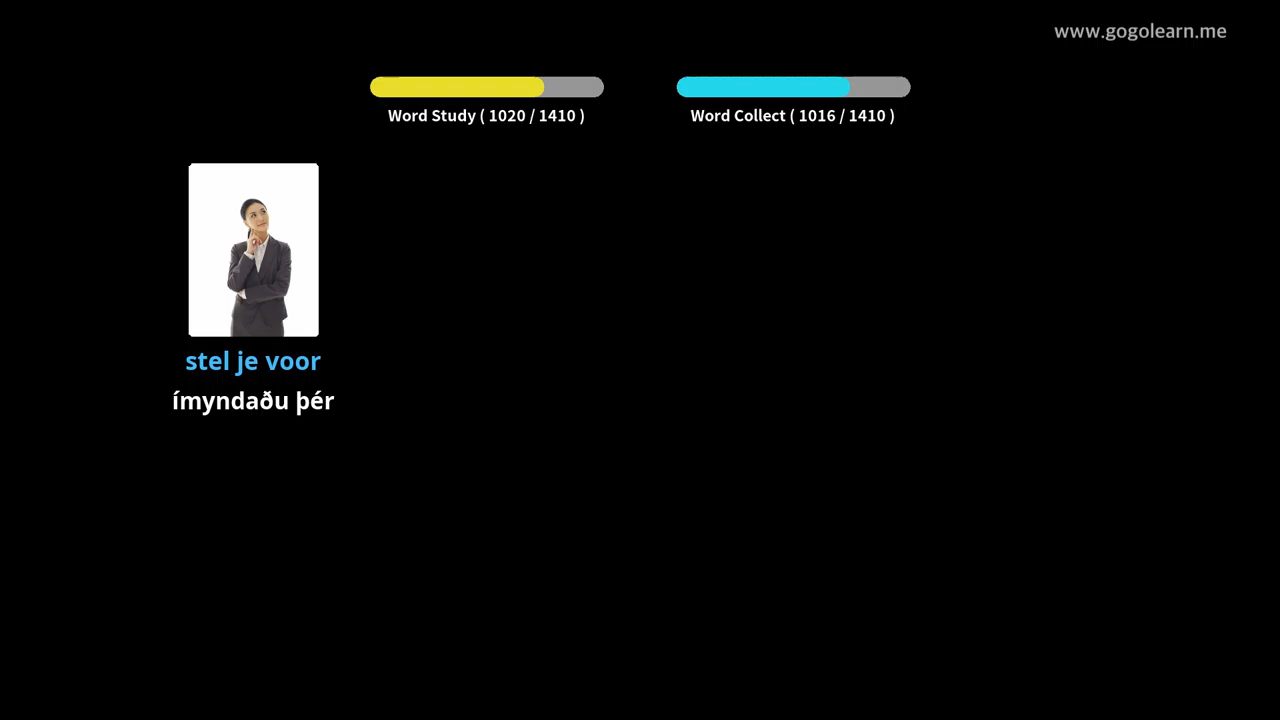 www.gogolearn.me
Word Study ( 1020 / 1410 )
Word Collect ( 1016 / 1410 )
stel je voor
ímyndaðu þér